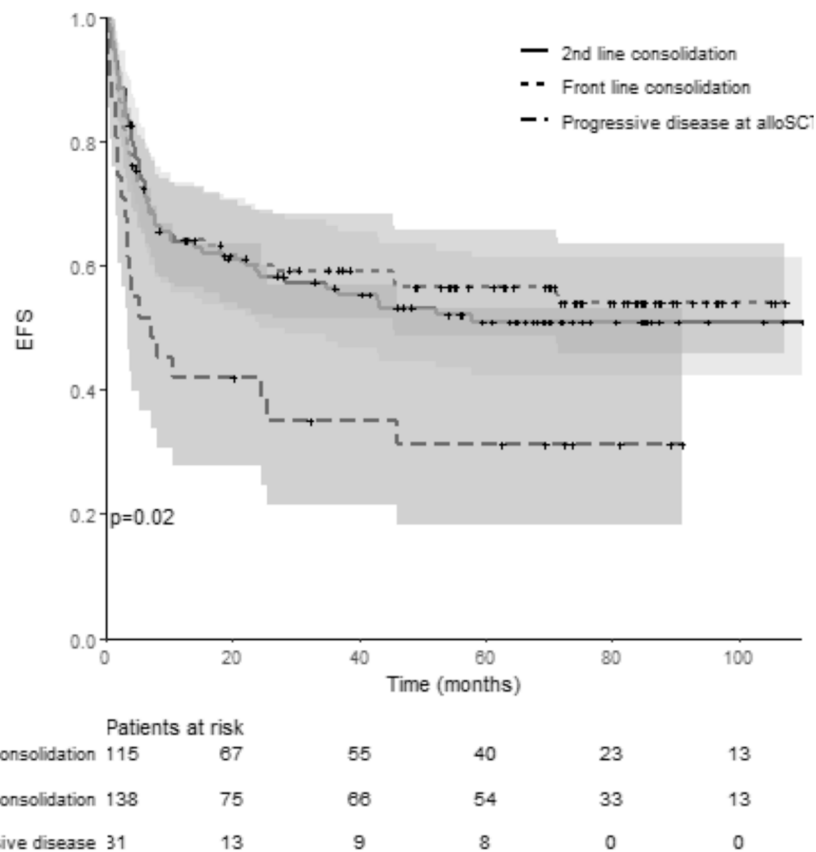 1.0
2nd line consolidation
Front line consolidation
Progressive disease at alloSCT
0.8
0.6
EFS
0.4
0.2
p=0.02
0.0
0 20 40 60 80 100
Time (months)
Patients at risk
onsolidation 115 67 55 40 23 13
onsolidation 138 75 66 54 33 13
sive disease 31 13 9 8 0 0